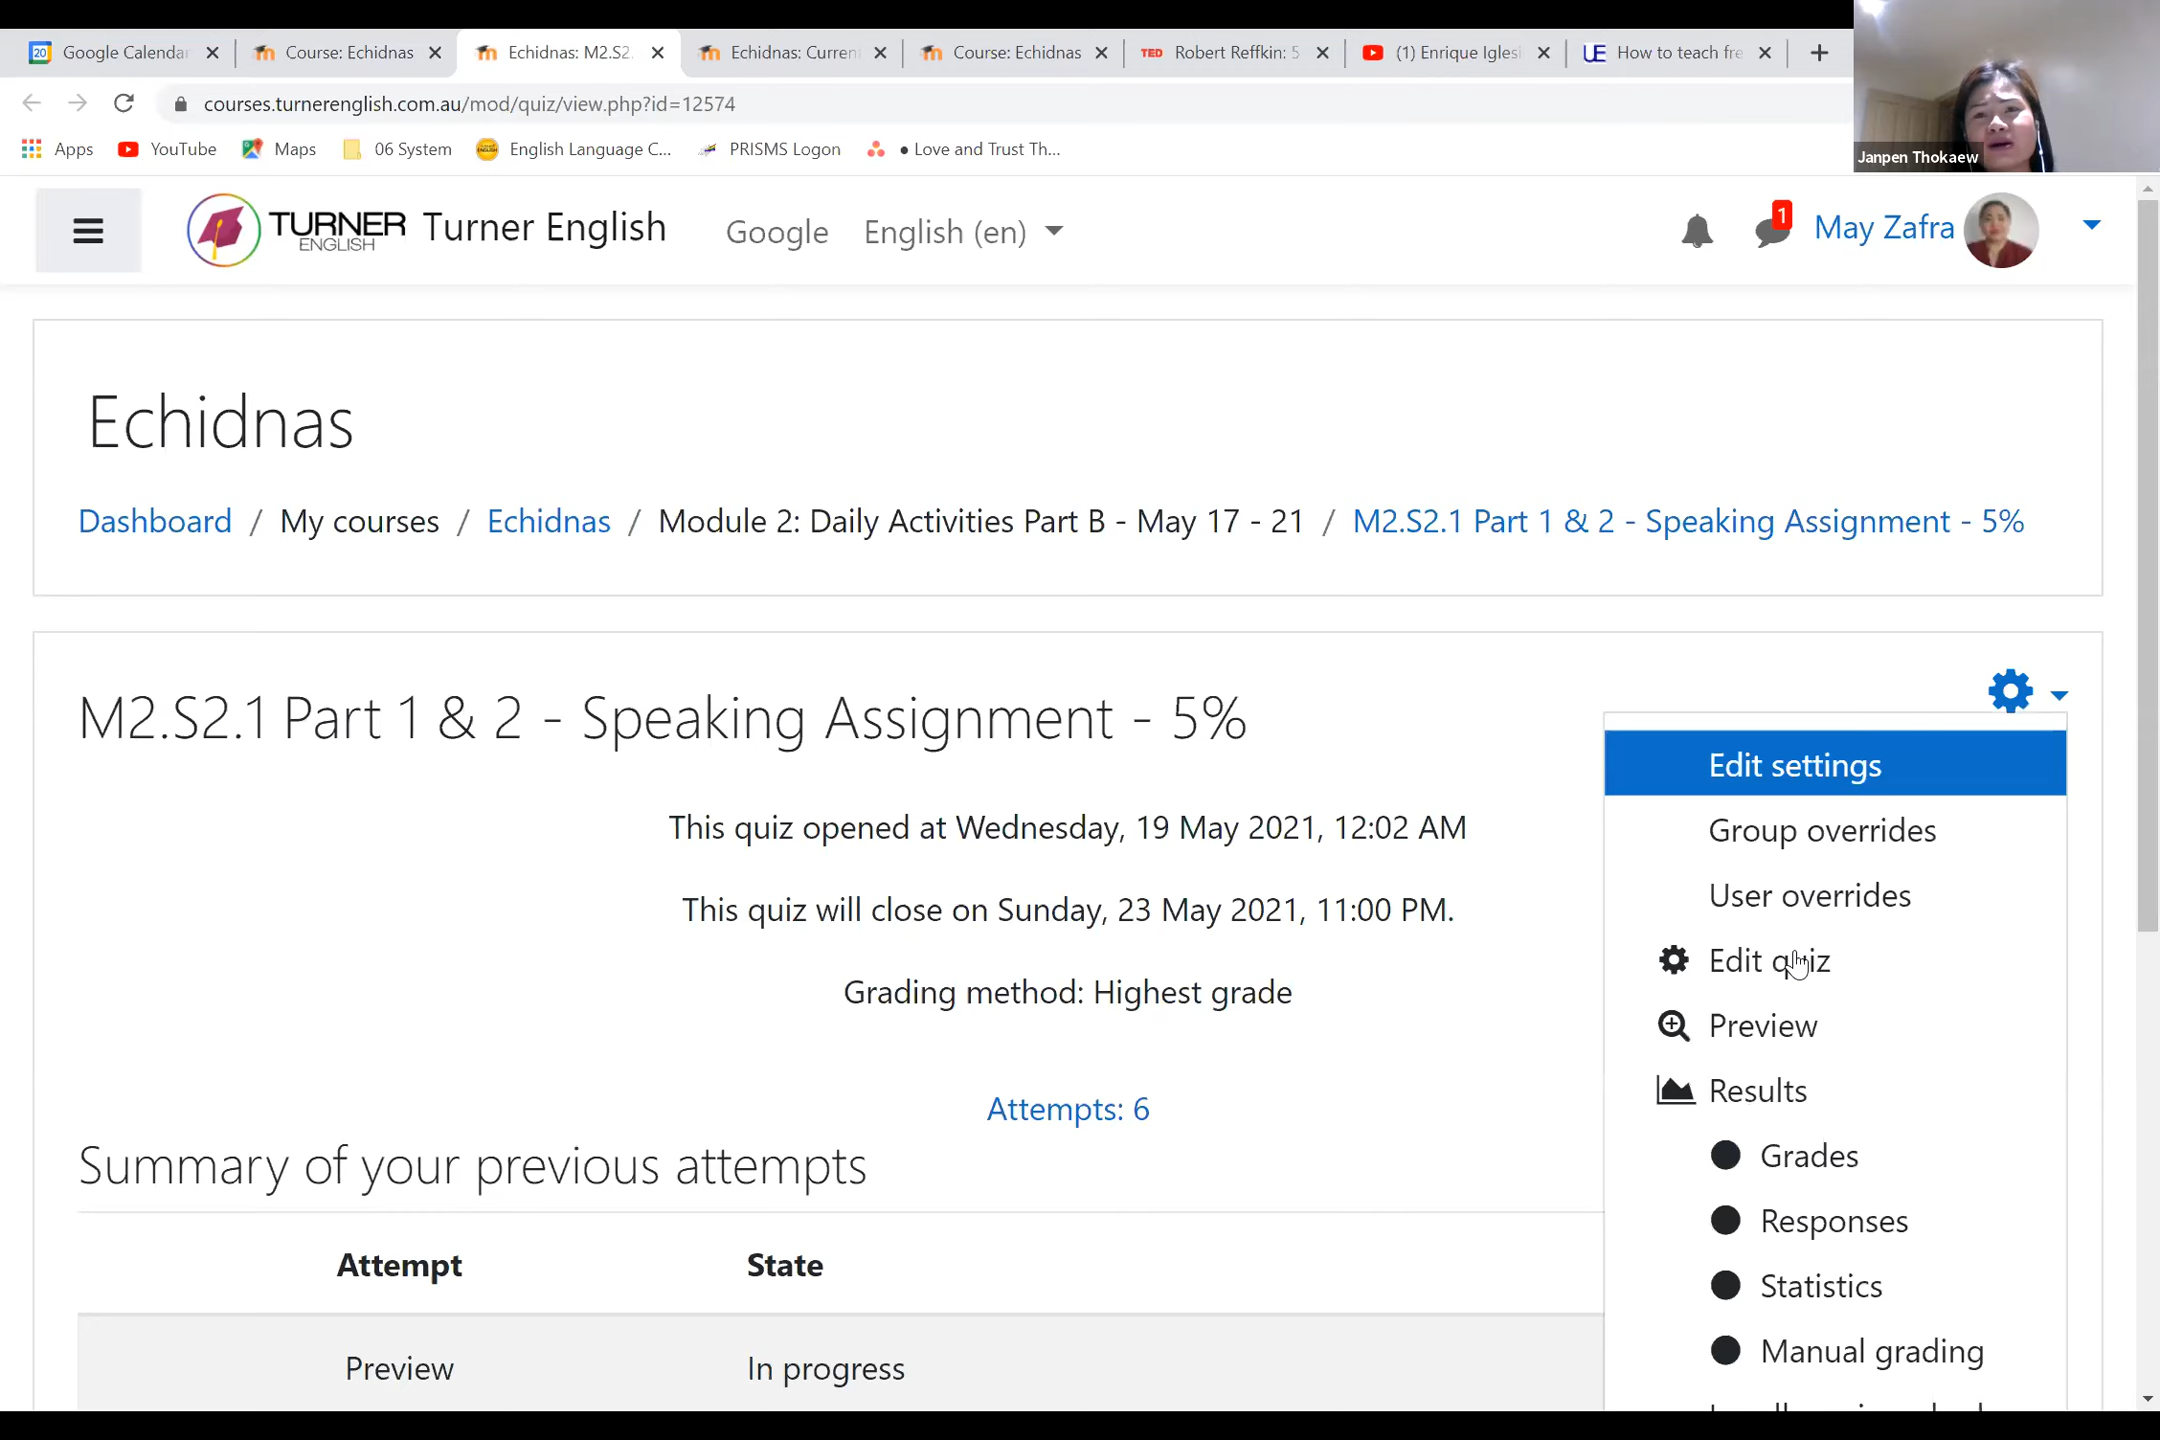 Google Calendar
Course: Echidnas
Echidnas: M2.S2.
Echidnas: Curren
Course: Echidnas
TED Robert Reffkin: 5
(1) Enrique Iglesi
UE How to teach fre
courses.turnerenglish.com.au/mod/quiz/view.php?id=12574
Apps
YouTube
Maps
06 System
English Language C...
PRISMS Logon
• Love and Trust Th...
Janpen Thokaew
TURNER
ENGLISH
Turner English
Google
English (en)
1
May Zafra
Echidnas
Dashboard / My courses / Echidnas / Module 2: Daily Activities Part B - May 17 - 21 / M2.S2.1 Part 1 & 2 - Speaking Assignment - 5%
M2.S2.1 Part 1 & 2 - Speaking Assignment - 5%
This quiz opened at Wednesday, 19 May 2021, 12:02 AM
This quiz will close on Sunday, 23 May 2021, 11:00 PM.
Grading method: Highest grade
Attempts: 6
Summary of your previous attempts
Attempt State
Preview In progress
Edit settings
Group overrides
User overrides
Edit quiz
Preview
Results
Grades
Responses
Statistics
Manual grading